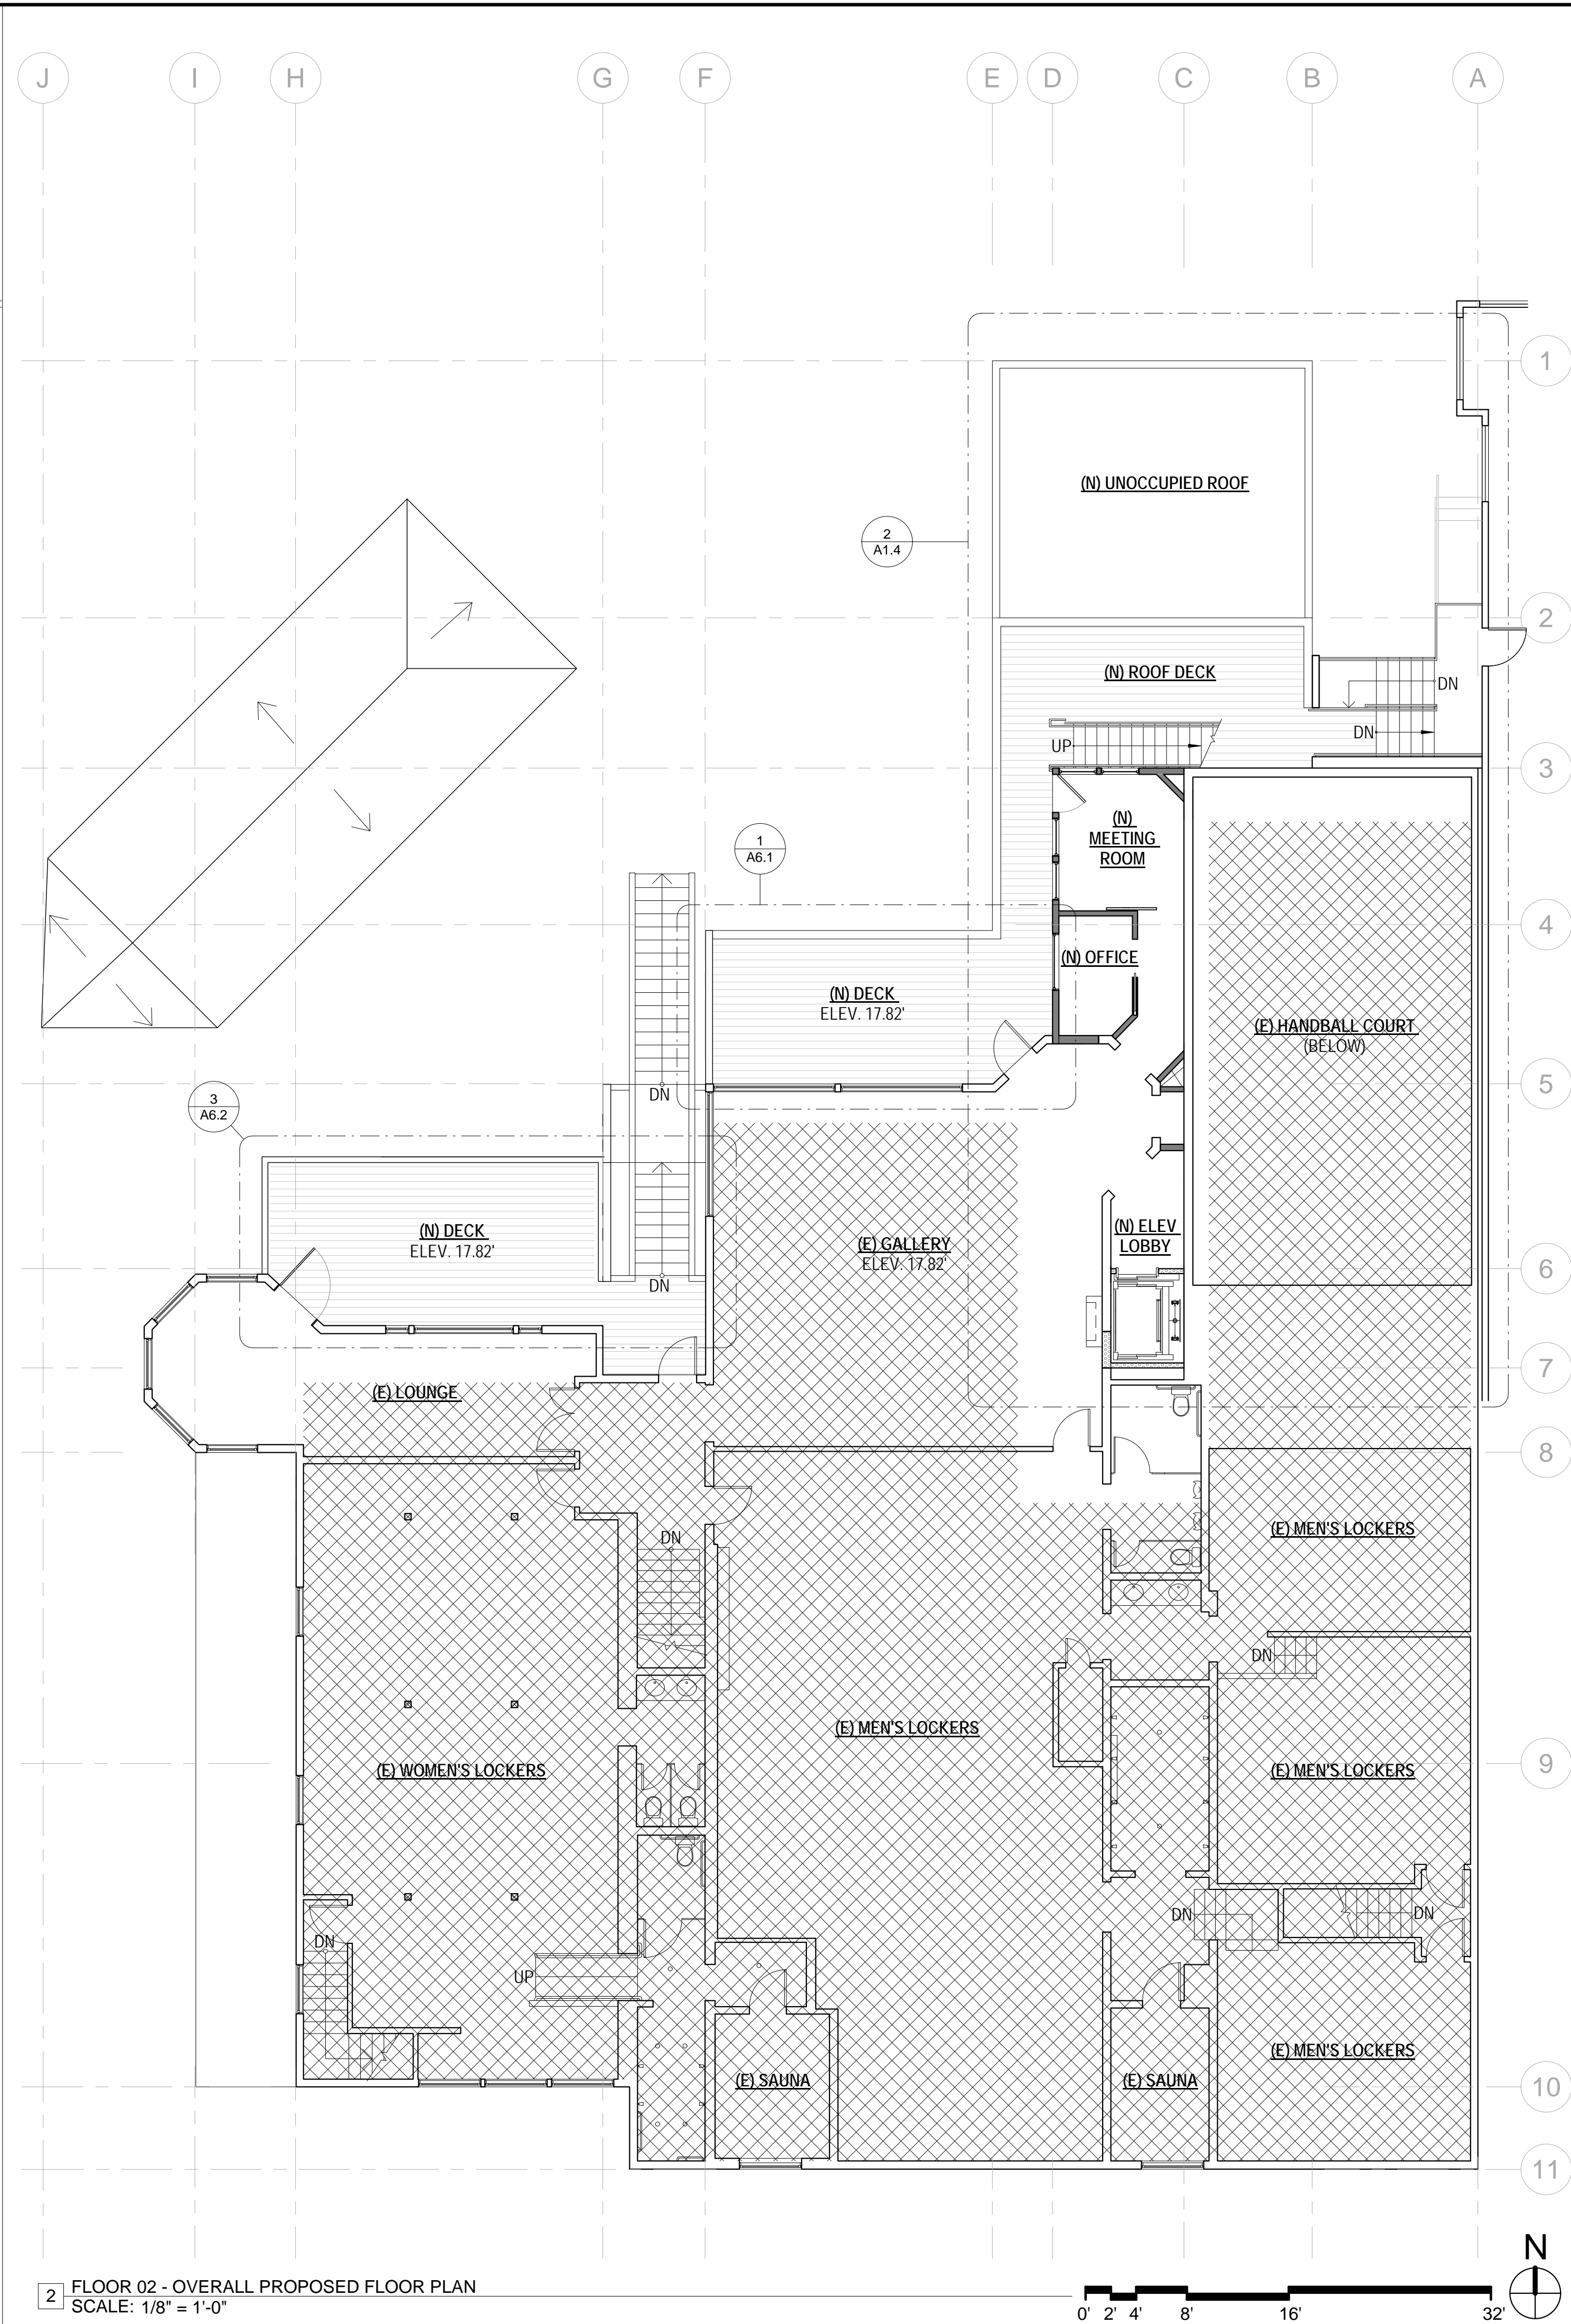 J I H G F E D C B A
1
(N) UNOCCUPIED ROOF
2
A1.4
2
(N) ROOF DECK
DN
UP
DN
3
(N)
MEETING
ROOM
1
A6.1
4
(N) OFFICE
(N) DECK
ELEV. 17.82'
(E) HANDBALL COURT
(BELOW)
DN
5
3
A6.2
(N) DECK
ELEV. 17.82'
(E) GALLERY
ELEV. 17.82'
(N) ELEV
LOBBY
6
DN
7
(E) LOUNGE
8
DN
(E) MEN'S LOCKERS
DN
(E) MEN'S LOCKERS
(E) WOMEN'S LOCKERS
(E) MEN'S LOCKERS
9
DN
DN
DN
UP
(E) MEN'S LOCKERS
(E) SAUNA
(E) SAUNA
10
11
N
2
FLOOR 02 - OVERALL PROPOSED FLOOR PLAN
SCALE: 1/8" = 1'-0"
0' 2' 4' 8' 16' 32'